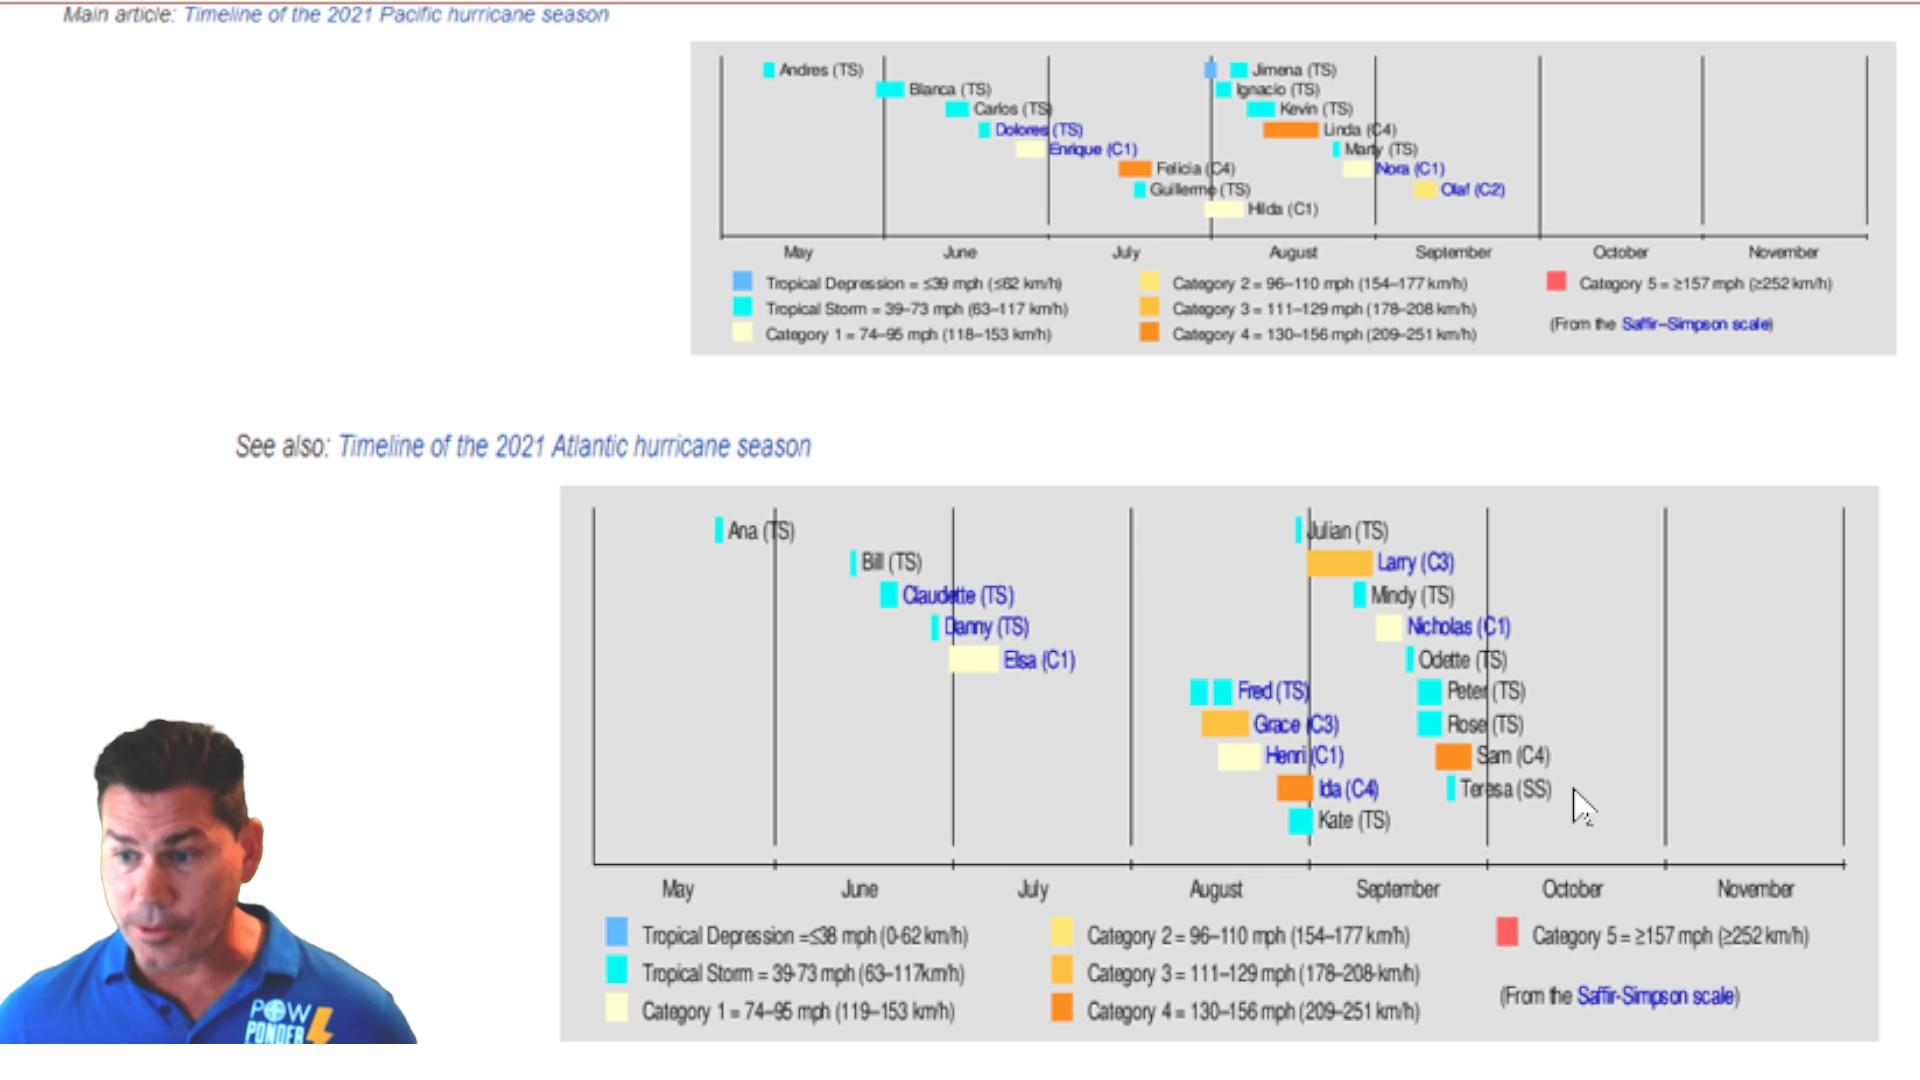 Main article: Timeline of the 2021 Pacific hurricane season
Andres (TS)
Jimena (TS)
Blanca (TS)
Ignacio (TS)
Carlos (TS)
Kevin (TS)
Dolores (TS)
Linda (C4)
Enrique (C1)
Marty (TS)
Felicia (C4)
Nora (C1)
Guillermo (TS)
Olaf (C2)
Hilda (C1)
May June July August September October November
Tropical Depression = ≤39 mph (≤62 km/h)
Tropical Storm = 39–73 mph (63–117 km/h)
Category 1 = 74–95 mph (118–153 km/h)
Category 2 = 96–110 mph (154–177 km/h)
Category 3 = 111–129 mph (178–208 km/h)
Category 4 = 130–156 mph (209–251 km/h)
Category 5 = ≥157 mph (≥252 km/h)
(From the Saffir–Simpson scale)
See also: Timeline of the 2021 Atlantic hurricane season
Ana (TS)
Julian (TS)
Bill (TS)
Larry (C3)
Claudette (TS)
Mindy (TS)
Danny (TS)
Nicholas (C1)
Elsa (C1)
Odette (TS)
Fred (TS)
Peter (TS)
Grace (C3)
Rose (TS)
Henri (C1)
Sam (C4)
Ida (C4)
Teresa (SS)
Kate (TS)
May June July August September October November
Tropical Depression =≤38 mph (0-62 km/h)
Tropical Storm = 39-73 mph (63–117km/h)
Category 1 = 74–95 mph (119–153 km/h)
Category 2 = 96–110 mph (154–177 km/h)
Category 3 = 111–129 mph (178–208-km/h)
Category 4 = 130–156 mph (209–251 km/h)
Category 5 = ≥157 mph (≥252 km/h)
(From the Saffir-Simpson scale)
POW
PONDER